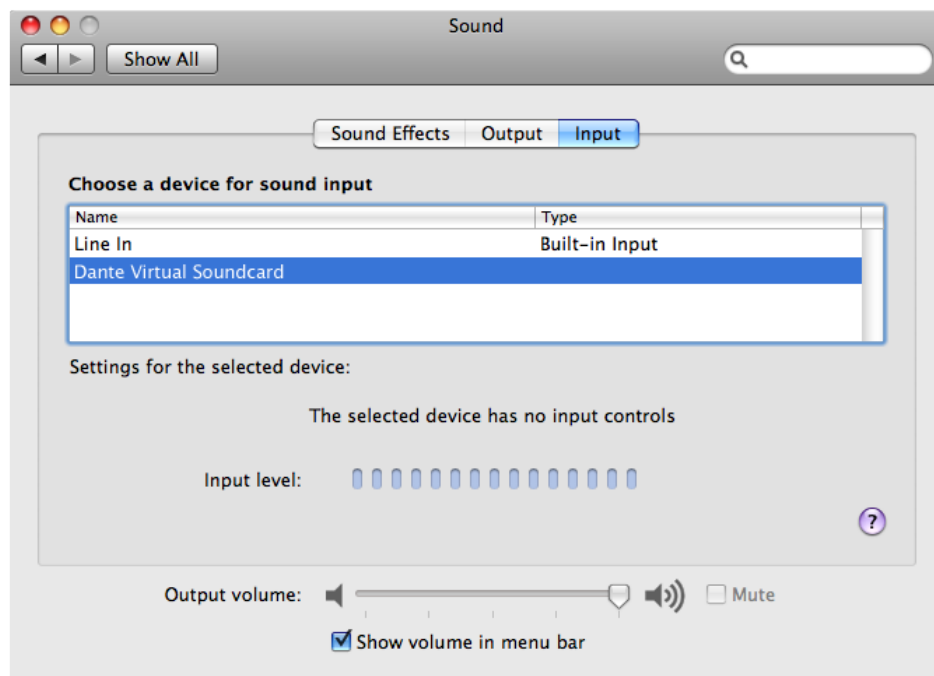 Sound
Show All
Sound Effects Output Input
Choose a device for sound input
Name Type
Line In Built-in Input
Dante Virtual Soundcard
Settings for the selected device:
The selected device has no input controls
Input level:
?
Output volume: Mute
Show volume in menu bar